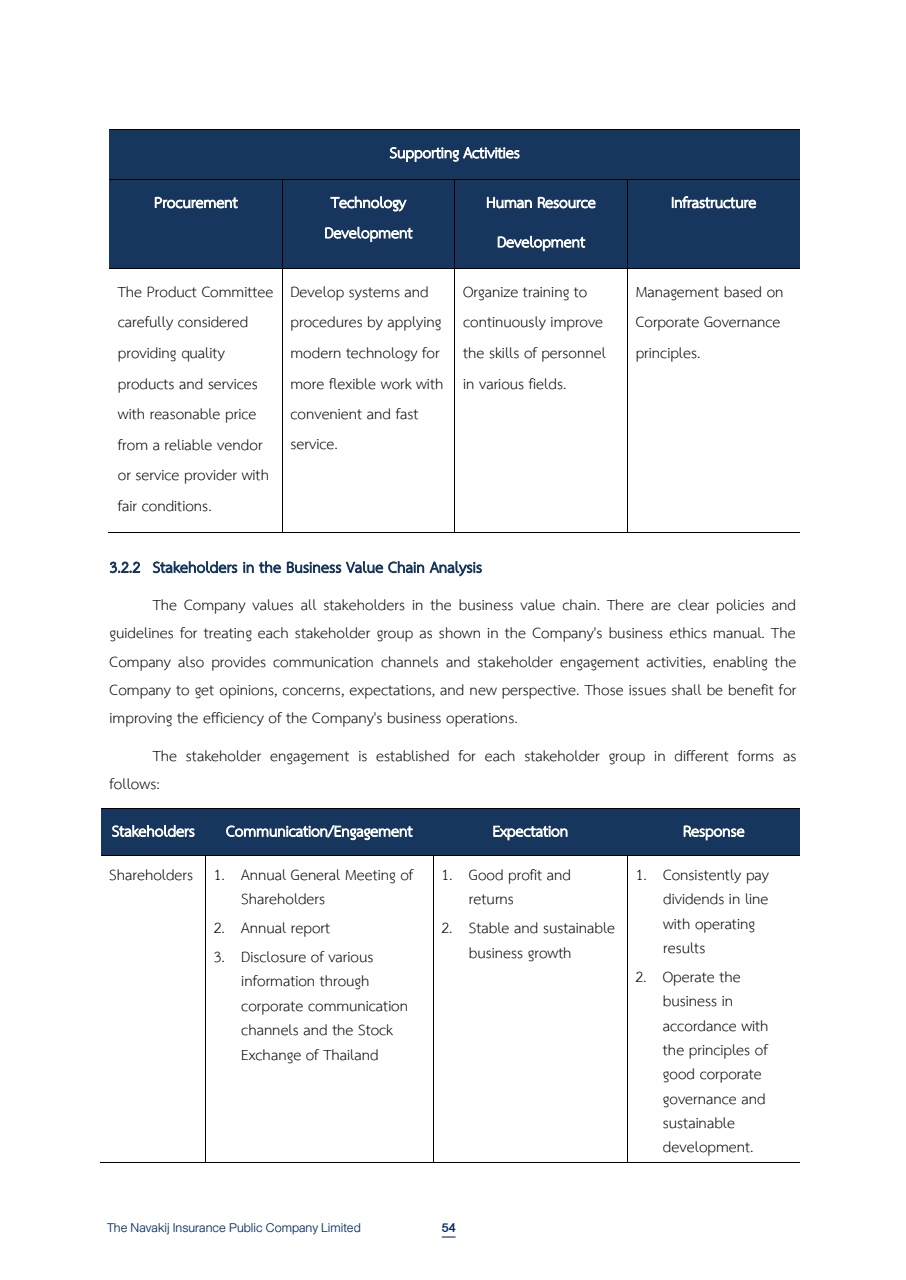 Supporting Activities
Procurement
Technology
Development
Human Resource
Development
Infrastructure
The Product Committee
carefully considered
providing quality
products and services
with reasonable price
from a reliable vendor
or service provider with
fair conditions.
Develop systems and
procedures by applying
modern technology for
more flexible work with
convenient and fast
service.
Organize training to
continuously improve
the skills of personnel
in various fields.
Management based on
Corporate Governance
principles.
3.2.2 Stakeholders in the Business Value Chain Analysis
The Company values all stakeholders in the business value chain. There are clear policies and
guidelines for treating each stakeholder group as shown in the Company's business ethics manual. The
Company also provides communication channels and stakeholder engagement activities, enabling the
Company to get opinions, concerns, expectations, and new perspective. Those issues shall be benefit for
improving the efficiency of the Company's business operations.
The stakeholder engagement is established for each stakeholder group in different forms as
follows:
Stakeholders
Communication/Engagement
Expectation
Response
Shareholders
1. Annual General Meeting of
Shareholders
2. Annual report
3. Disclosure of various
information through
corporate communication
channels and the Stock
Exchange of Thailand
1. Good profit and
returns
2. Stable and sustainable
business growth
1. Consistently pay
dividends in line
with operating
results
2. Operate the
business in
accordance with
the principles of
good corporate
governance and
sustainable
development.
The Navakij Insurance Public Company Limited 54